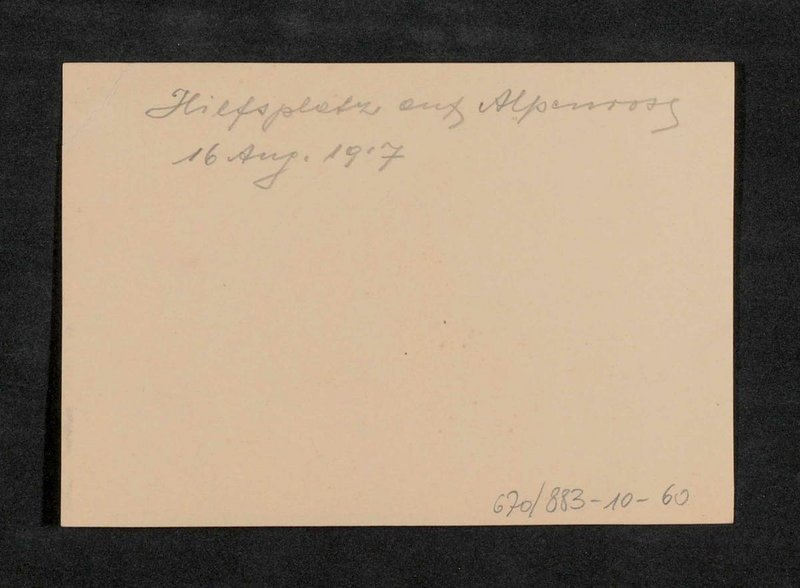 Hilfsplatz auf Alpenrose
16 Aug. 1917
670/883-10-60